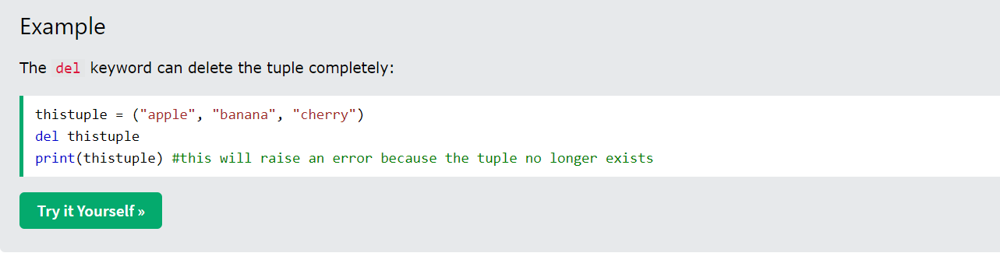 Example
The del keyword can delete the tuple completely:
thistuple = ("apple", "banana", "cherry")
del thistuple
print(thistuple) #this will raise an error because the tuple no longer exists
Try it Yourself »